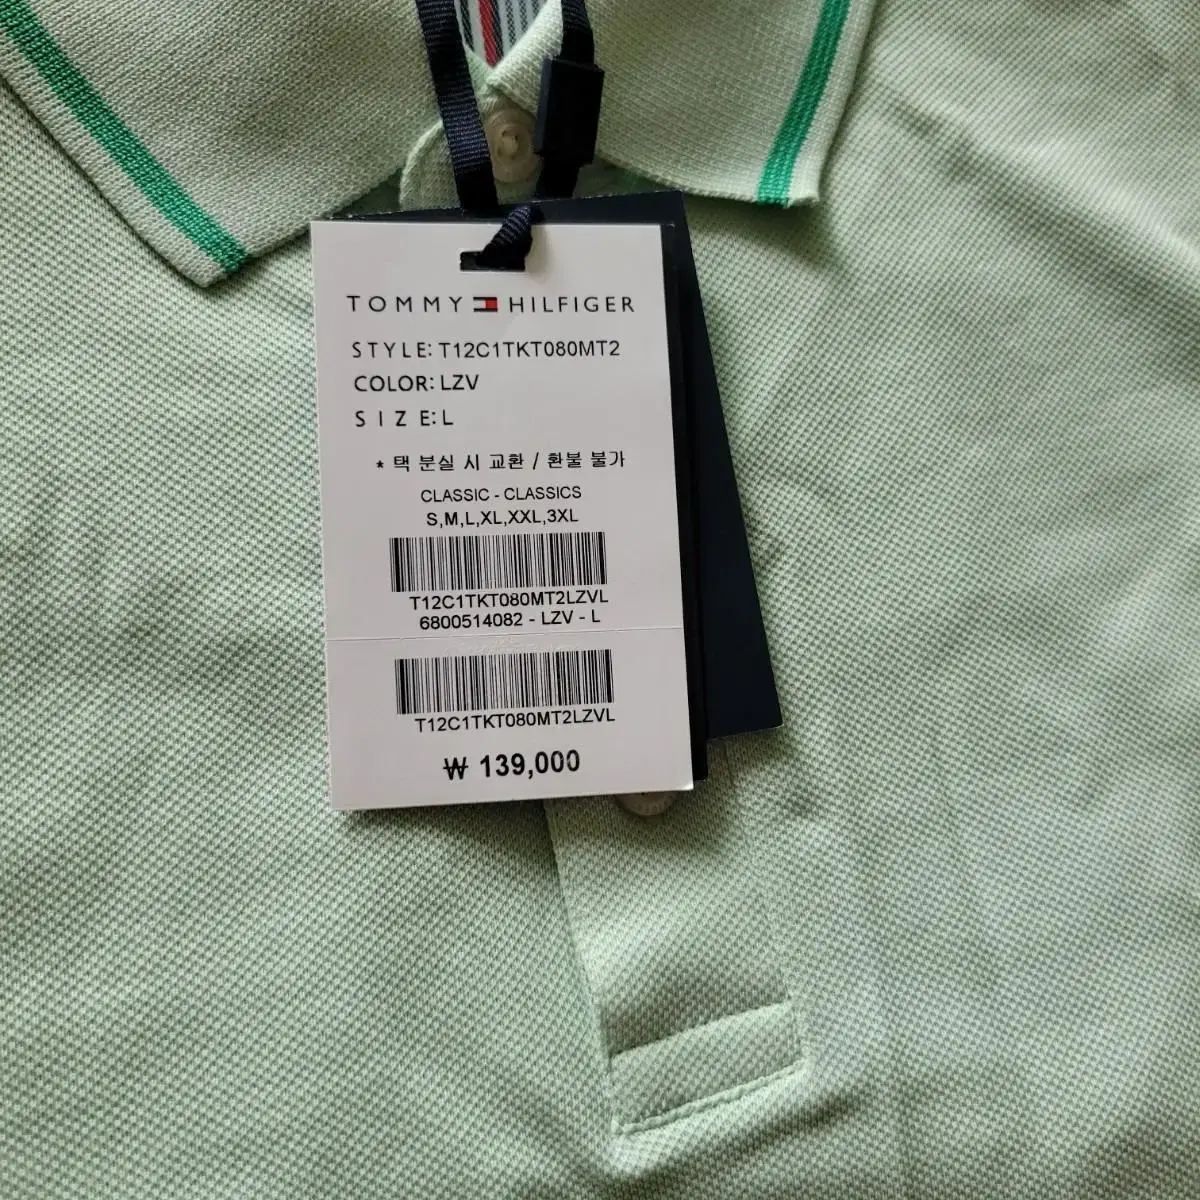 TOMMY HILFIGER
STYLE: T12C1TKT080MT2
COLOR: LZV
SIZE: L
* 택 분실 시 교환 / 환불 불가
CLASSIC - CLASSICS
S,M,L,XL,XXL,3XL
T12C1TKT080MT2LZVL
6800514082 - LZV - L
T12C1TKT080MT2LZVL
₩ 139,000